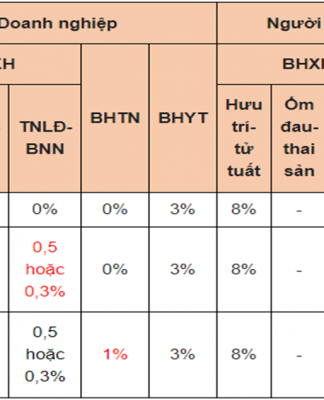 Doanh nghiệp Người
BHXH
TNLĐ-
BNN
BHTN BHYT
Hưu
trí-
tử
tuất
Ốm
đau-
thai
sản
0% 0% 3% 8% -
0,5
hoặc
0,3%
0% 3% 8% -
0,5
hoặc
0,3%
1% 3% 8% -